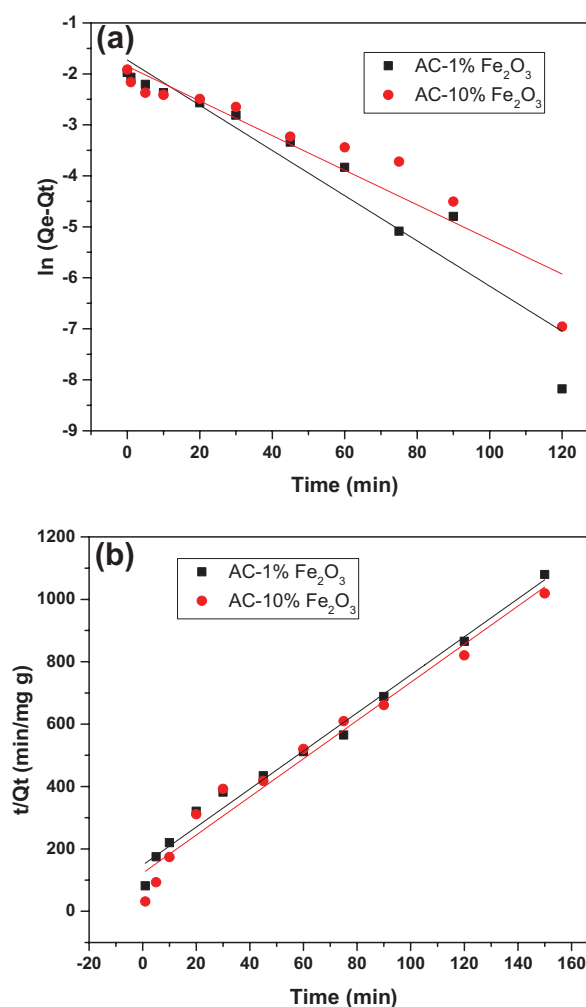 (a)
AC-1% Fe₂O₃
AC-10% Fe₂O₃
-1
-2
-3
-4
-5
-6
-7
-8
-9
ln (Qe-Qt)
0 20 40 60 80 100 120
Time (min)
(b)
AC-1% Fe₂O₃
AC-10% Fe₂O₃
1200
1000
800
600
400
200
0
t/Qt (min/mg g)
-20 0 20 40 60 80 100 120 140 160
Time (min)